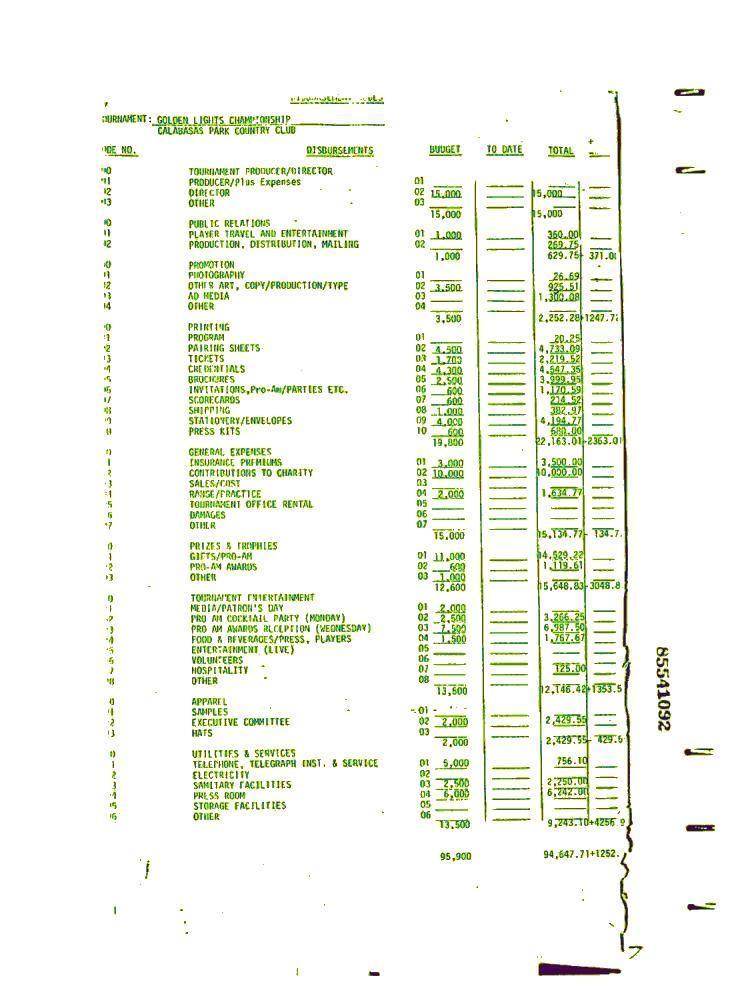 TOURNAMENT: GOLDEN LIGHTS CHAMPIONSHIP
CALABASAS PARK COUNTRY CLUB
NO. DISBURSEMENTS BUDGET TO DATE TOTAL +
TOURNAMENT PRODUCER/DIRECTOR
PRODUCER/Plus Expenses 01
DIRECTOR 02 15,000 15,000
OTHER 03
15,000 15,000
PUBLIC RELATIONS
PLAYER TRAVEL AND ENTERTAINMENT 01 1,000 360.00
PRODUCTION, DISTRIBUTION, MAILING 02 269.75
1,000 629.75
PROMOTION
PHOTOGRAPHY 01 26.69
OTHER ART, COPY/PRODUCTION/TYPE 02 3,500 925.51
AD MEDIA 03 1,300.08
OTHER 04
3,500 2,252.28+1247.7
PRINTING
PROGRAM 01 20.25
PAIRING SHEETS 02 4,500 4,733.09
TICKETS 03 1,703 2,219.52
CREDENTIALS 04 4,300 4,547.35
BROCHURES 05 2,500 3,999.95
INVITATIONS,Pro-Am/PARTIES ETC. 06 600 1,170.59
SCORECARDS 07 600 214.52
SHIPPING 08 1,000 382.97
STATIONERY/ENVELOPES 09 4,000 4,194.77
PRESS KITS 10 600 680.00
19,800 22,163.01-2363.01
GENERAL EXPENSES
INSURANCE PREMIUMS 01 3,000 3,500.00
CONTRIBUTIONS TO CHARITY 02 10,000 10,000.00
SALES/COST 03
RANGE/PRACTICE 04 2,000 1,634.77
TOURNAMENT OFFICE RENTAL 05
DAMAGES 06
OTHER 07
15,000 15,134.77- 134.7
PRIZES & TROPHIES
GIFTS/PRO-AM 01 11,000 14,529.22
PRO-AM AWARDS 02 600 1,119.61
OTHER 03 1,000
12,600 15,648.83-3048.8
TOURNAMENT ENTERTAINMENT
MEDIA/PATRON'S DAY 01 2,000
PRO AM COCKTAIL PARTY (MONDAY) 02 2,500 3,266.25
PRO AM AWARDS RECEPTION (WEDNESDAY) 03 7,500 6,987.50
FOOD & BEVERAGES/PRESS, PLAYERS 04 1,500 1,767.67
ENTERTAINMENT (LIVE) 05
VOLUNTEERS 06
HOSPITALITY 07 125.00
OTHER 08
13,500 12,146.42+1353.5
APPAREL
SAMPLES 01
EXECUTIVE COMMITTEE 02 2,000 2,429.55
HATS 03
2,000 2,429.55- 429.5
UTILITIES & SERVICES
TELEPHONE, TELEGRAPH INST. & SERVICE 01 5,000 756.10
ELECTRICITY 02
SANITARY FACILITIES 03 2,500 2,250.00
PRESS ROOM 04 6,000 6,242.00
STORAGE FACILITIES 05
OTHER 06
13,500 9,243.10+4256.9
95,900 94,647.71+1252.
85541092